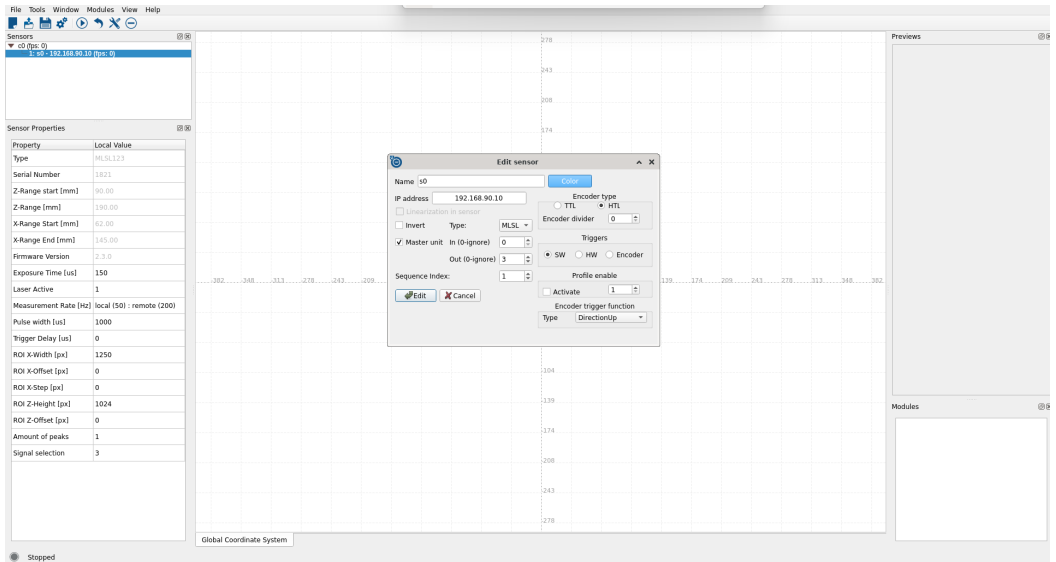 File Tools Window Modules View Help
Sensors
c0 (fps: 0)
1: s0 - 192.168.90.10 (fps: 0)
Sensor Properties
Property Local Value
Type MLSL123
Serial Number 1821
Z-Range start [mm] 90.00
Z-Range [mm] 190.00
X-Range Start [mm] 62.00
X-Range End [mm] 145.00
Firmware Version 2.3.0
Exposure Time [us] 150
Laser Active 1
Measurement Rate [Hz] local (50) : remote (200)
Pulse width [us] 1000
Trigger Delay [us] 0
ROI X-Width [px] 1250
ROI X-Offset [px] 0
ROI X-Step [px] 0
ROI Z-Height [px] 1024
ROI Z-Offset [px] 0
Amount of peaks 1
Signal selection 3
278
243
208
174
-382 -348 -313 -278 -243 -209
139 174 209 243 278 313 348 382
-104
-139
-174
-208
-243
-278
Edit sensor
Name s0 Color
IP address 192.168.90.10
Linearization in sensor
Invert Type: MLSL
Master unit In (0-ignore) 0
Out (0-ignore) 3
Sequence Index: 1
Edit Cancel
Encoder type
TTL HTL
Encoder divider 0
Triggers
SW HW Encoder
Profile enable
Activate 1
Encoder trigger function
Type DirectionUp
Global Coordinate System
Previews
Modules
Stopped